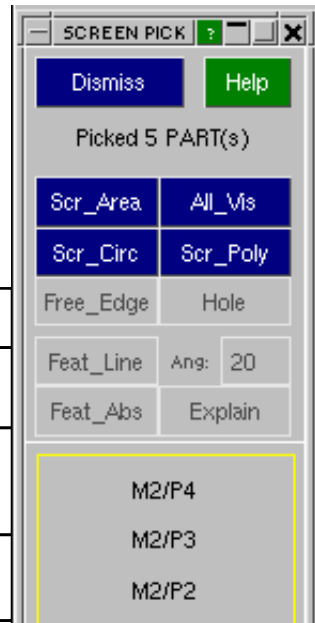 SCREEN PICK ?
Dismiss Help
Picked 5 PART(s)
Scr_Area All_Vis
Scr_Circ Scr_Poly
Free_Edge Hole
Feat_Line Ang: 20
Feat_Abs Explain
M2/P4
M2/P3
M2/P2